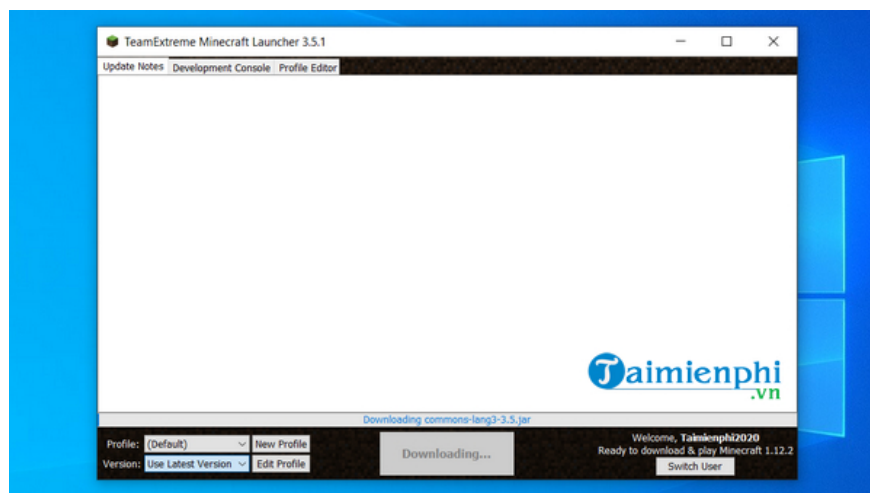 TeamExtreme Minecraft Launcher 3.5.1
Update Notes Development Console Profile Editor
Taimienphi
.vn
Downloading commons-lang3-3.5.jar
Profile: (Default) New Profile
Version: Use Latest Version Edit Profile
Downloading...
Welcome, Taimienphi2020
Ready to download & play Minecraft 1.12.2
Switch User